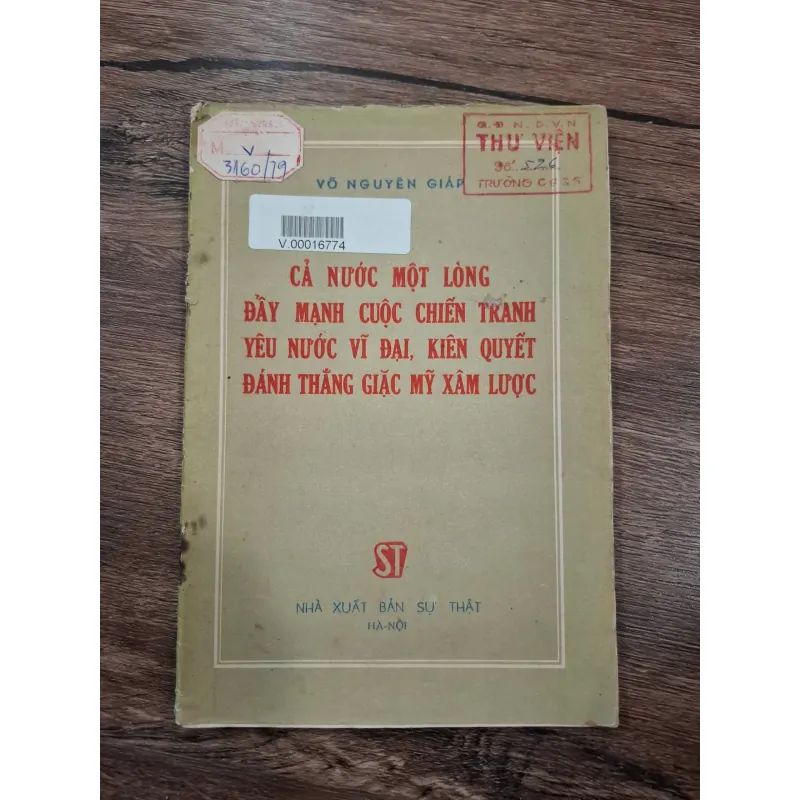 M. V
3160/79
Q.Đ.N.D.V.N
THƯ VIỆN
Số 526
TRƯỜNG C G S S
VÕ NGUYÊN GIÁP
V.00016774
CẢ NƯỚC MỘT LÒNG
ĐẨY MẠNH CUỘC CHIẾN TRANH
YÊU NƯỚC VĨ ĐẠI, KIÊN QUYẾT
ĐÁNH THẮNG GIẶC MỸ XÂM LƯỢC
ST
NHÀ XUẤT BẢN SỰ THẬT
HÀ-NỘI